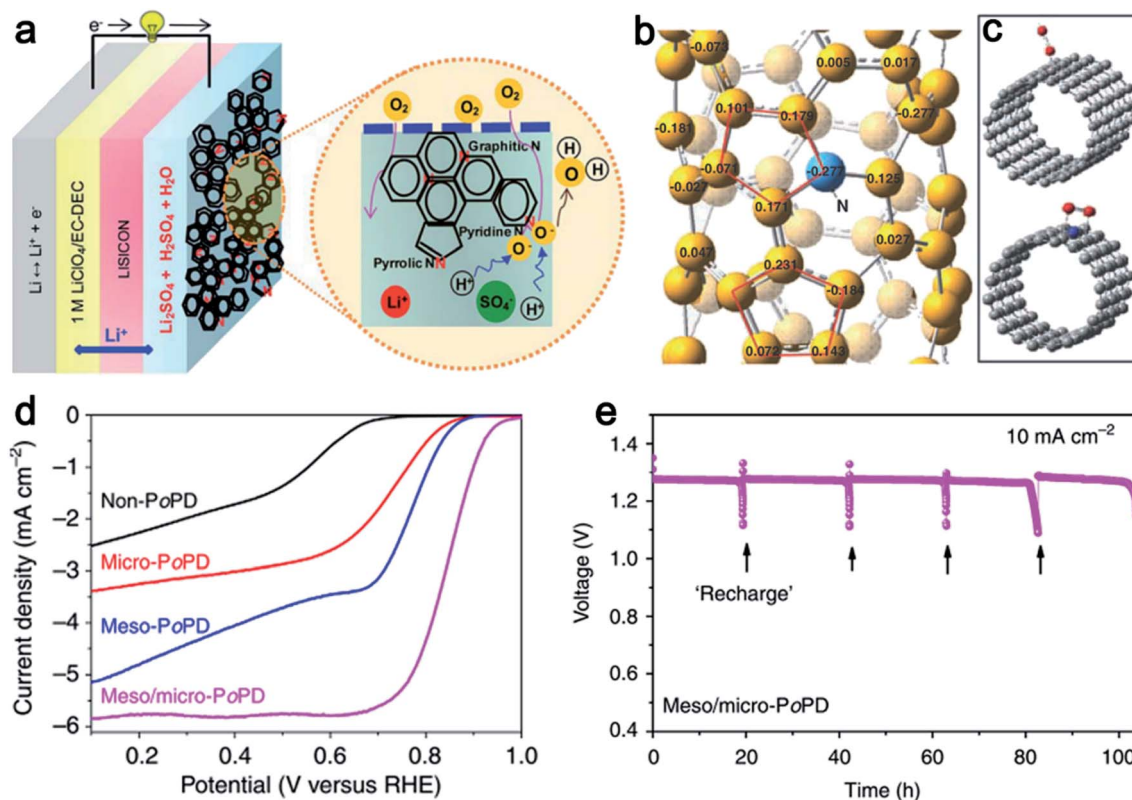 a
e⁻ → →
Li ↔ Li⁺ + e⁻
1 M LiClO₄/EC-DEC
LISICON
Li₂SO₄ + H₂SO₄ + H₂O
Li⁺
O₂ O₂ O₂
Graphitic N
H
O H
H
Pyridine N
O⁻ O⁻
Pyrrolic N
N
H⁺
Li⁺ SO₄⁻ H⁺
b
-0.073 0.005 0.017
0.101 0.179 -0.277
-0.181
-0.071 -0.277 0.125
-0.027 N
0.171
0.027
0.047 0.231
-0.184
0.072 0.143
c
d
Current density (mA cm⁻²)
0
−1
−2
−3
−4
−5
−6
Non-PoPD
Micro-PoPD
Meso-PoPD
Meso/micro-PoPD
0.2 0.4 0.6 0.8 1.0
Potential (V versus RHE)
e
Voltage (V)
1.4
1.2
1.0
0.8
0.6
0.4
10 mA cm⁻²
'Recharge'
Meso/micro-PoPD
0 20 40 60 80 100
Time (h)